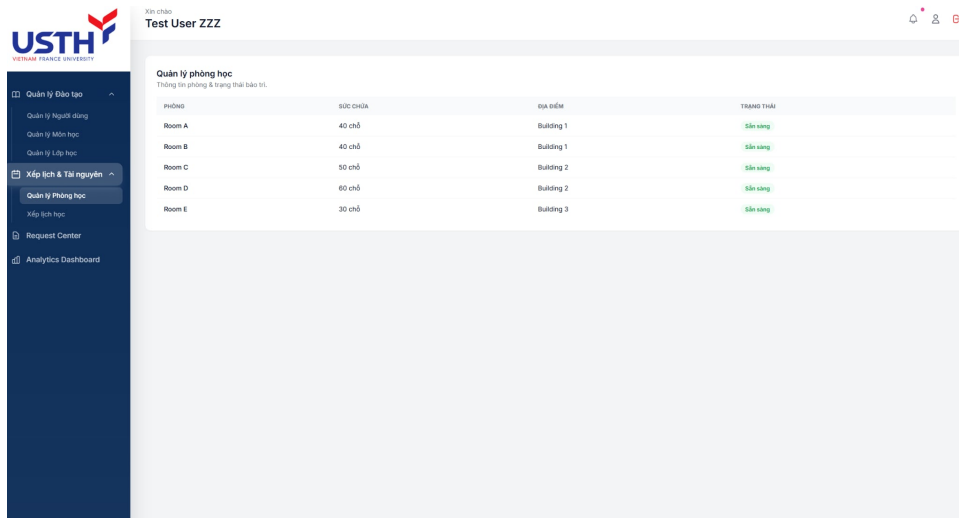 USTH
VIETNAM FRANCE UNIVERSITY
Quản lý Đào tạo
Quản lý Người dùng
Quản lý Môn học
Quản lý Lớp học
Xếp lịch & Tài nguyên
Quản lý Phòng học
Xếp lịch học
Request Center
Analytics Dashboard
Xin chào
Test User ZZZ
Quản lý phòng học
Thông tin phòng & trạng thái bảo trì.
PHÒNG SỨC CHỨA ĐỊA ĐIỂM TRẠNG THÁI
Room A 40 chỗ Building 1 Sẵn sàng
Room B 40 chỗ Building 1 Sẵn sàng
Room C 50 chỗ Building 2 Sẵn sàng
Room D 60 chỗ Building 2 Sẵn sàng
Room E 30 chỗ Building 3 Sẵn sàng